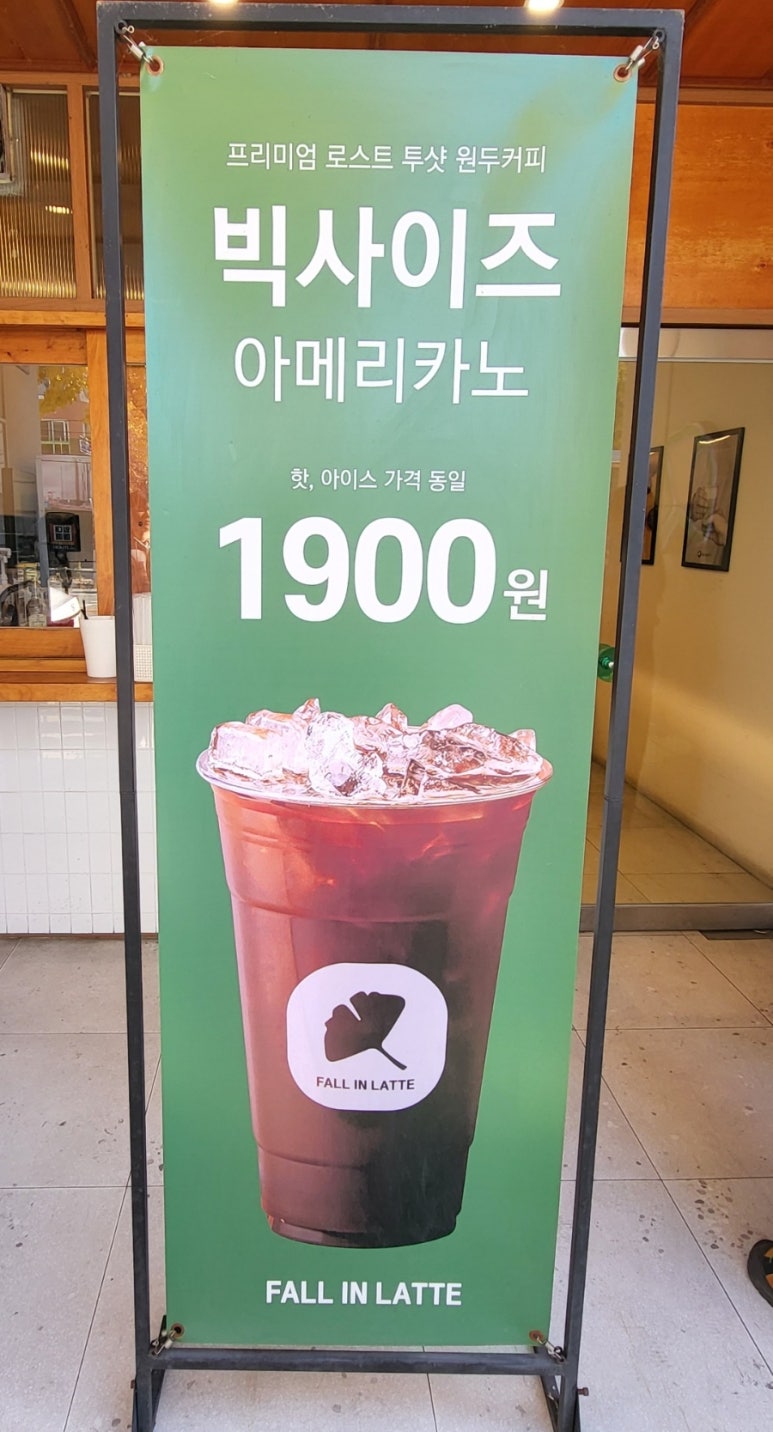 프리미엄 로스트 투샷 원두커피
빅사이즈
아메리카노
핫, 아이스 가격 동일
1900원
FALL IN LATTE
FALL IN LATTE